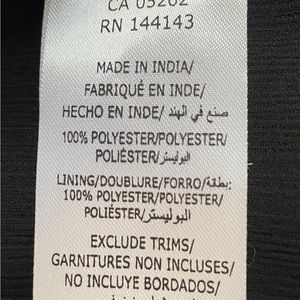 CA 05262
RN 144143
MADE IN INDIA/
FABRIQUÉ EN INDE/
HECHO EN INDE/ صنع في الهند/
100% POLYESTER/POLYESTER/
POLIÉSTER/البوليستر
LINING/DOUBLURE/FORRO/بطانة:
100% POLYESTER/POLYESTER/
POLIÉSTER/البوليستر
EXCLUDE TRIMS/
GARNITURES NON INCLUSES/
NO INCLUYE BORDADOS/